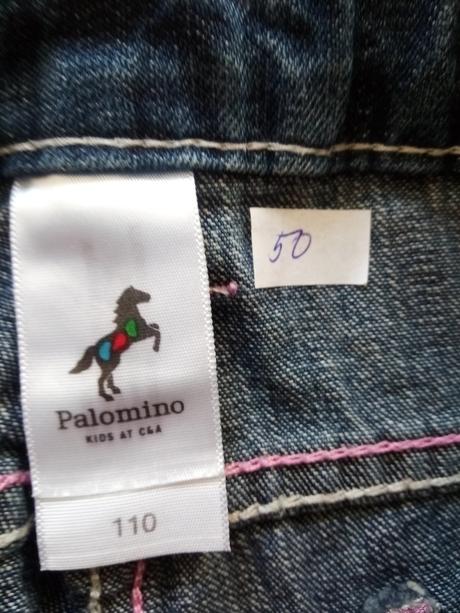 50
Palomino
KIDS AT C&A
110